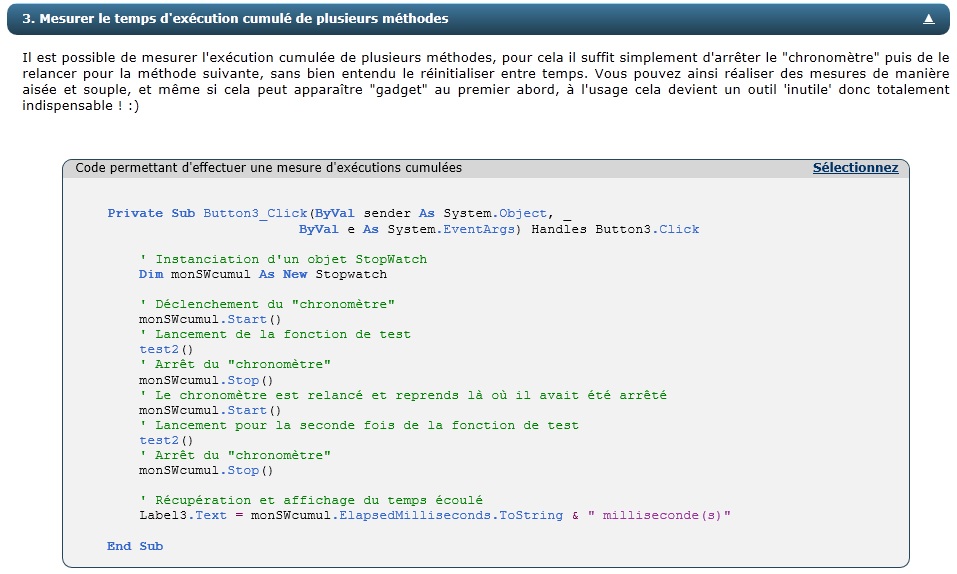 3. Mesurer le temps d'exécution cumulé de plusieurs méthodes ▲
Il est possible de mesurer l'exécution cumulée de plusieurs méthodes, pour cela il suffit simplement d'arrêter le "chronomètre" puis de le
relancer pour la méthode suivante, sans bien entendu le réinitialiser entre temps. Vous pouvez ainsi réaliser des mesures de manière
aisée et souple, et même si cela peut apparaître "gadget" au premier abord, à l'usage cela devient un outil 'inutile' donc totalement
indispensable ! :)
Code permettant d'effectuer une mesure d'exécutions cumulées Sélectionnez
Private Sub Button3_Click(ByVal sender As System.Object, _
ByVal e As System.EventArgs) Handles Button3.Click
' Instanciation d'un objet StopWatch
Dim monSWcumul As New Stopwatch
' Déclenchement du "chronomètre"
monSWcumul.Start()
' Lancement de la fonction de test
test2()
' Arrêt du "chronomètre"
monSWcumul.Stop()
' Le chronomètre est relancé et reprends là où il avait été arrêté
monSWcumul.Start()
' Lancement pour la seconde fois de la fonction de test
test2()
' Arrêt du "chronomètre"
monSWcumul.Stop()
' Récupération et affichage du temps écoulé
Label3.Text = monSWcumul.ElapsedMilliseconds.ToString & " milliseconde(s)"
End Sub